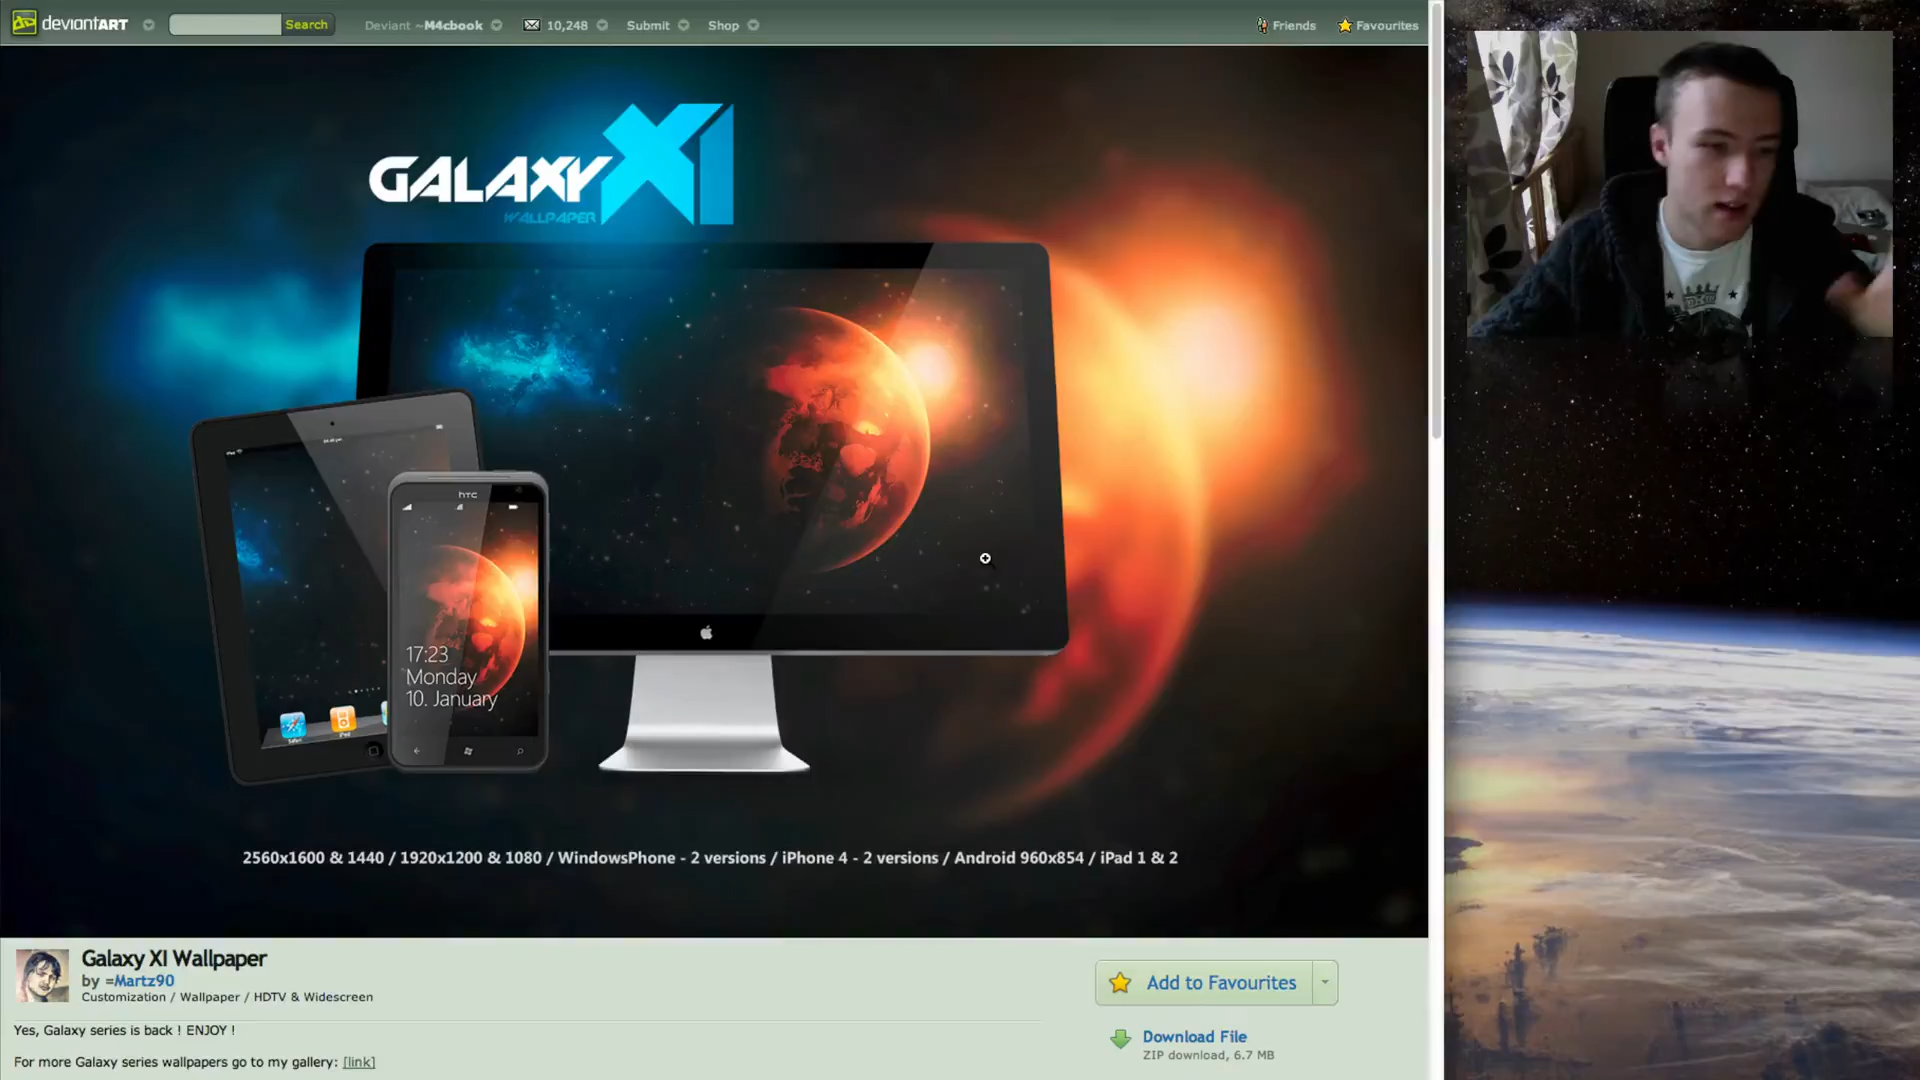 deviantART Search Deviant ~M4cbook 10,248 Submit Shop Friends Favourites
GALAXY XI
WALLPAPER
htc
17:23
Monday
10. January
2560x1600 & 1440 / 1920x1200 & 1080 / WindowsPhone - 2 versions / iPhone 4 - 2 versions / Android 960x854 / iPad 1 & 2
Galaxy XI Wallpaper
by =Martz90
Customization / Wallpaper / HDTV & Widescreen
Add to Favourites
Yes, Galaxy series is back ! ENJOY !
Download File
ZIP download, 6.7 MB
For more Galaxy series wallpapers go to my gallery: [link]